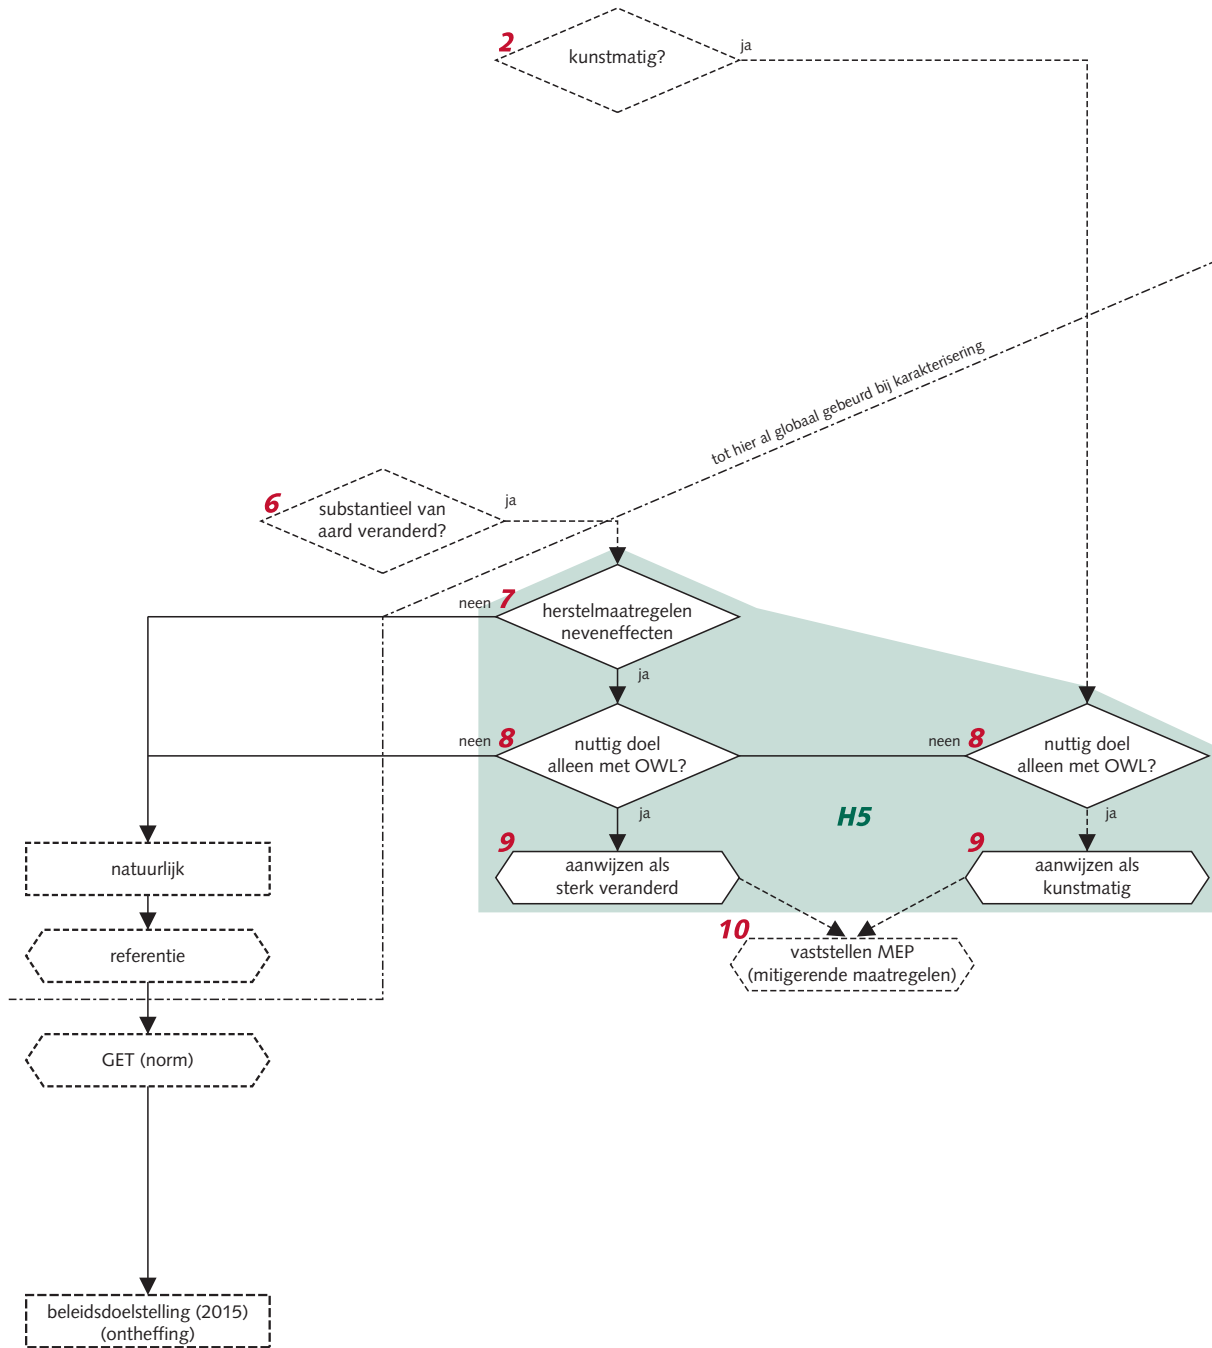 2
kunstmatig?
ja
tot hier al globaal gebeurd bij karakterisering
6
substantieel van
aard veranderd?
ja
neen
7
herstelmaatregelen
neveneffecten
ja
neen
8
nuttig doel
alleen met OWL?
neen
8
nuttig doel
alleen met OWL?
ja
H5
ja
9
aanwijzen als
sterk veranderd
9
aanwijzen als
kunstmatig
natuurlijk
10
vaststellen MEP
(mitigerende maatregelen)
referentie
GET (norm)
beleidsdoelstelling (2015)
(ontheffing)